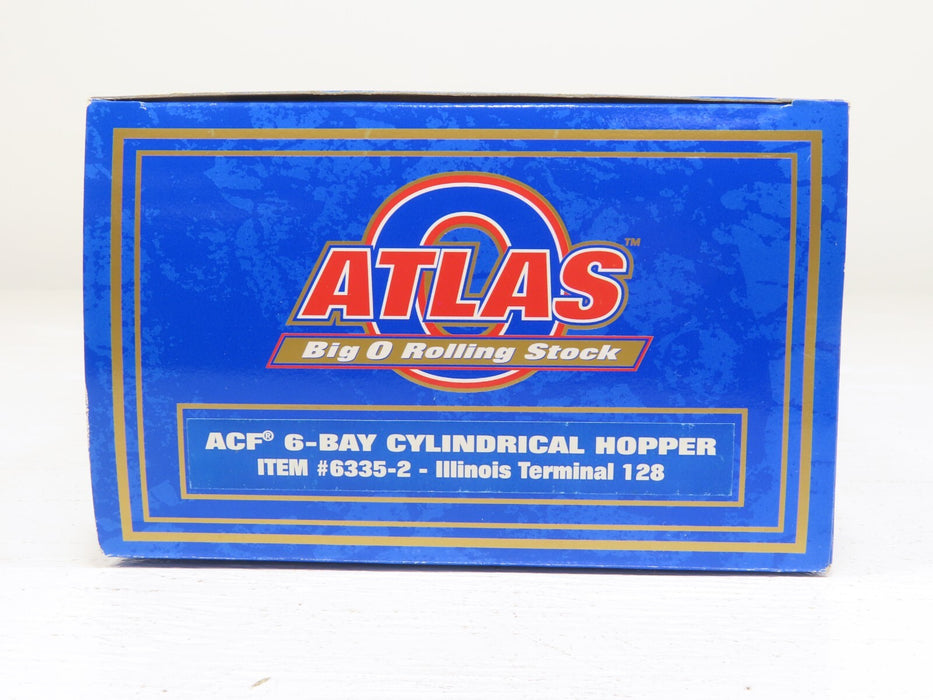 ATLAS™
Big O Rolling Stock
ACF® 6-BAY CYLINDRICAL HOPPER
ITEM #6335-2 - Illinois Terminal 128